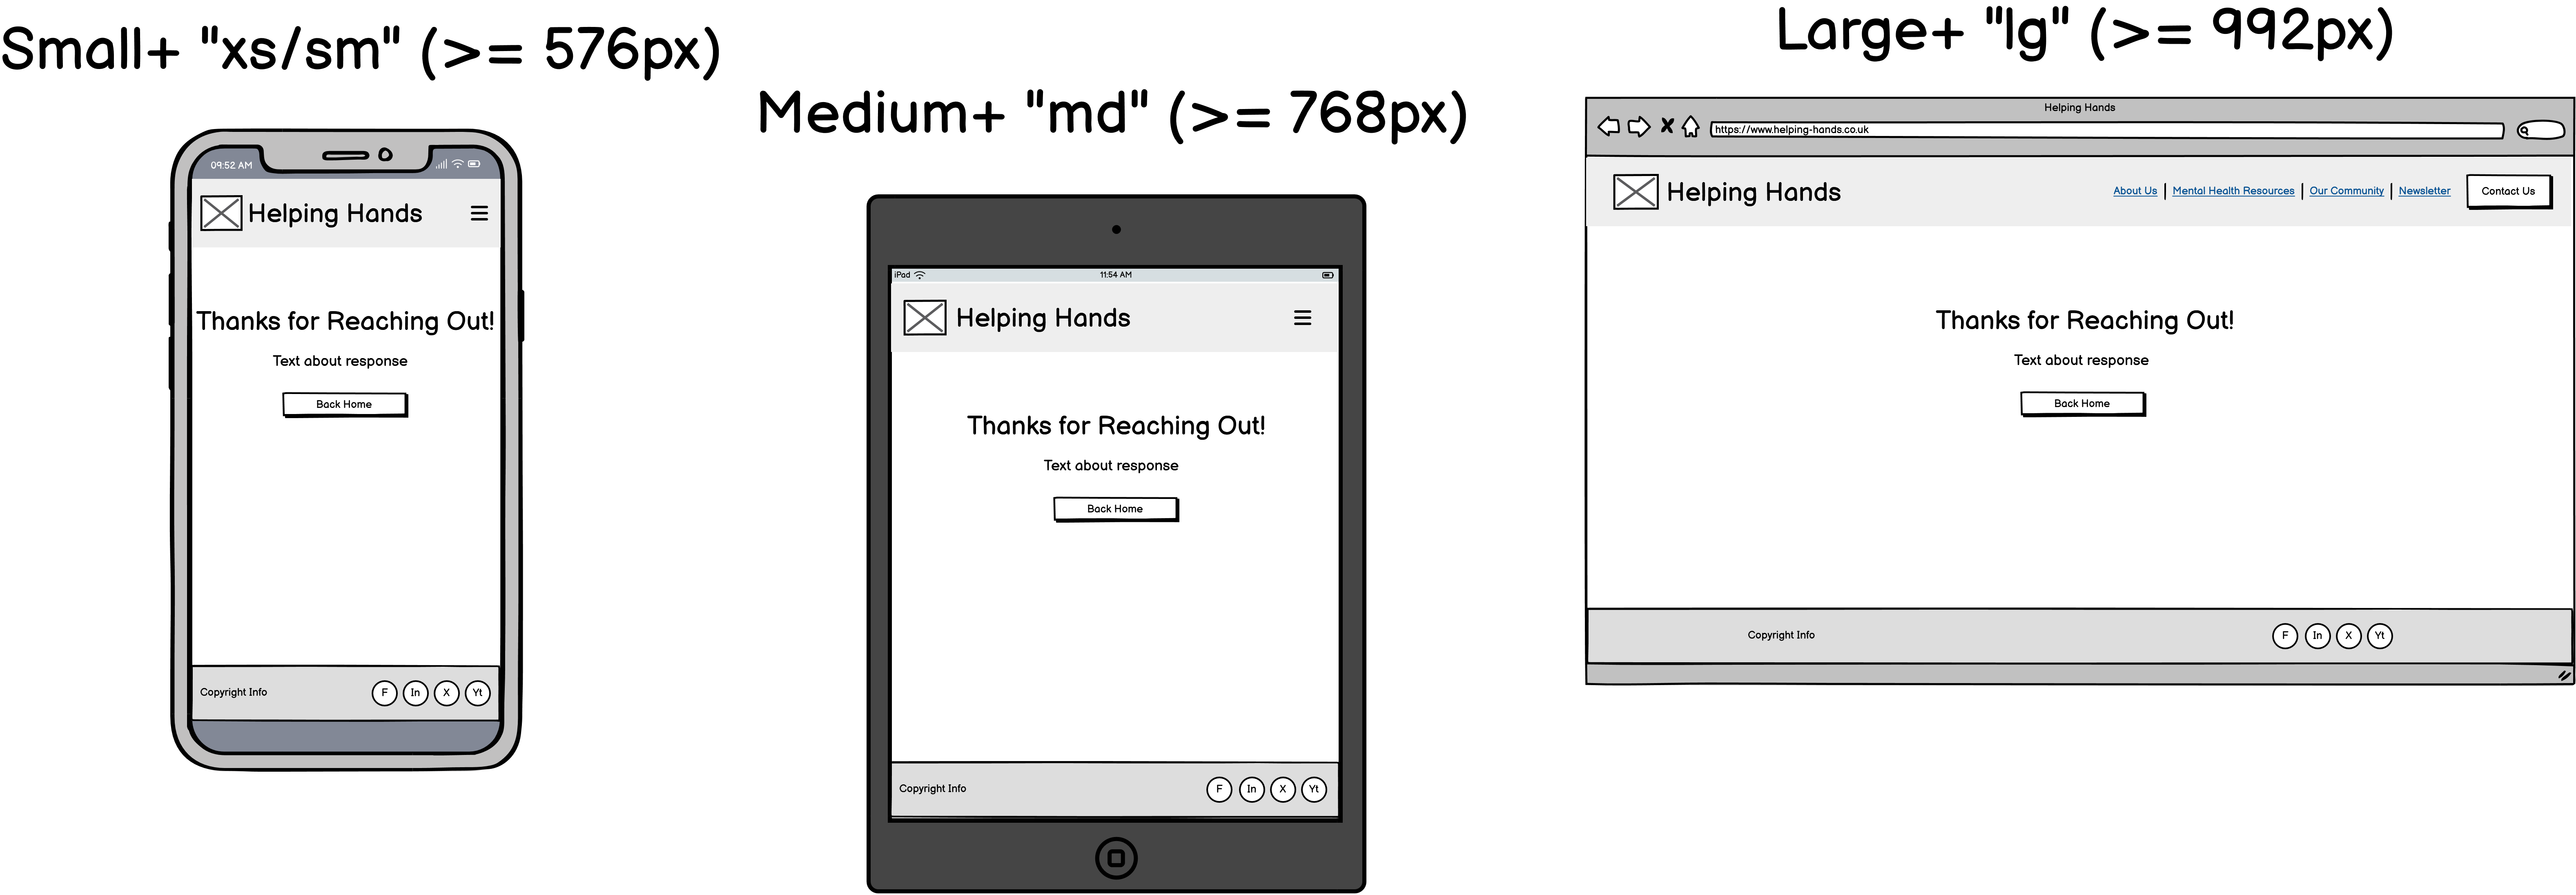 Small+ "xs/sm" (>= 576px)
09:52 AM
Helping Hands
Thanks for Reaching Out!
Text about response
Back Home
Copyright Info F In X Yt
Medium+ "md" (>= 768px)
iPad 11:54 AM
Helping Hands
Thanks for Reaching Out!
Text about response
Back Home
Copyright Info F In X Yt
Large+ "lg" (>= 992px)
Helping Hands
https://www.helping-hands.co.uk
Helping Hands About Us | Mental Health Resources | Our Community | Newsletter Contact Us
Thanks for Reaching Out!
Text about response
Back Home
Copyright Info F In X Yt